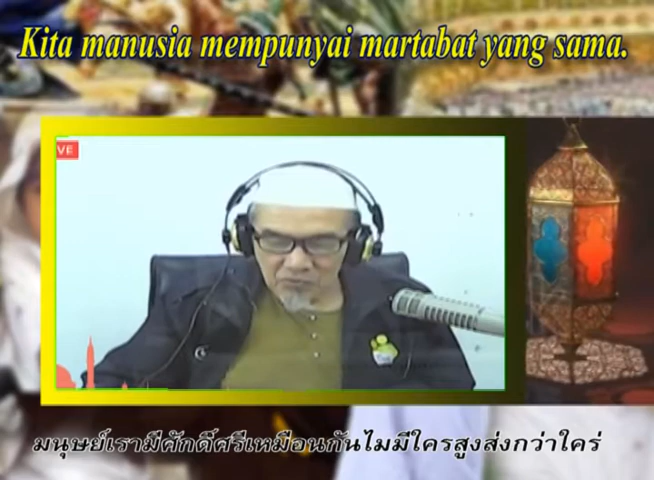 Kita manusia mempunyai martabat yang sama.
VE
มนุษย์เรามีศักดิ์ศรีเหมือนกันไมมีใครสูงส่งกว่าใคร่